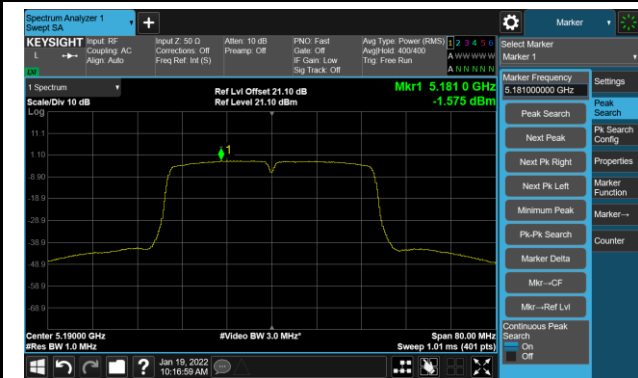 Spectrum Analyzer 1
Swept SA
+
Marker
KEYSIGHT
L
Input: RF
Coupling: AC
Align: Auto
Input Z: 50 Ω
Corrections: Off
Freq Ref: Int (S)
Atten: 10 dB
Preamp: Off
PNO: Fast
Gate: Off
IF Gain: Low
Sig Track: Off
Avg Type: Power (RMS)
Avg|Hold: 400/400
Trig: Free Run
1 2 3 4 5 6
A W W W W W
A N N N N N
Select Marker
Marker 1
1 Spectrum
Scale/Div 10 dB
Log
Ref Lvl Offset 21.10 dB
Ref Level 21.10 dBm
Mkr1 5.181 0 GHz
-1.575 dBm
11.1
1.10
-8.90
-18.9
-28.9
-38.9
-48.9
-58.9
-68.9
1
Center 5.19000 GHz
#Res BW 1.0 MHz
#Video BW 3.0 MHz*
Span 80.00 MHz
Sweep 1.01 ms (401 pts)
Marker Frequency
5.181000000 GHz
Peak Search
Next Peak
Next Pk Right
Next Pk Left
Minimum Peak
Pk-Pk Search
Marker Delta
Mkr→CF
Mkr→Ref Lvl
Continuous Peak
Search
On
Off
Settings
Peak
Search
Pk Search
Config
Properties
Marker
Function
Marker→
Counter
?
Jan 19, 2022
10:16:59 AM